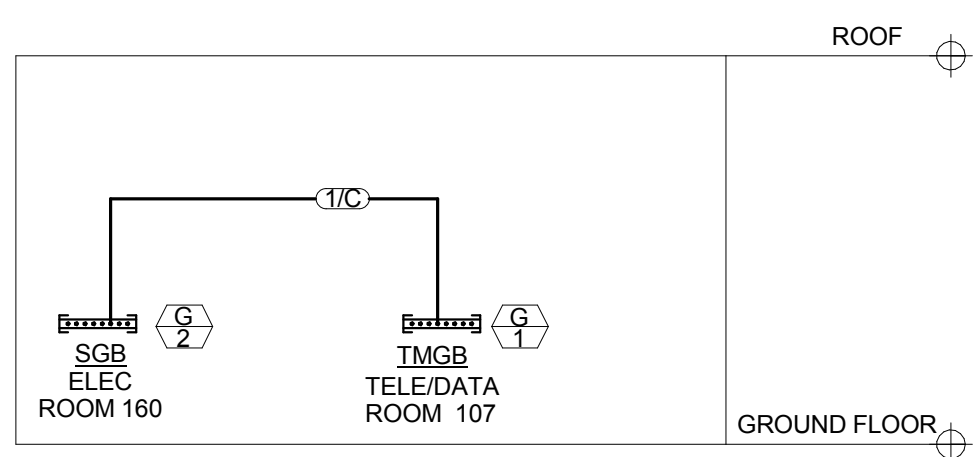 ROOF
1/C
G
2
G
1
SGB
ELEC
ROOM 160
TMGB
TELE/DATA
ROOM 107
GROUND FLOOR